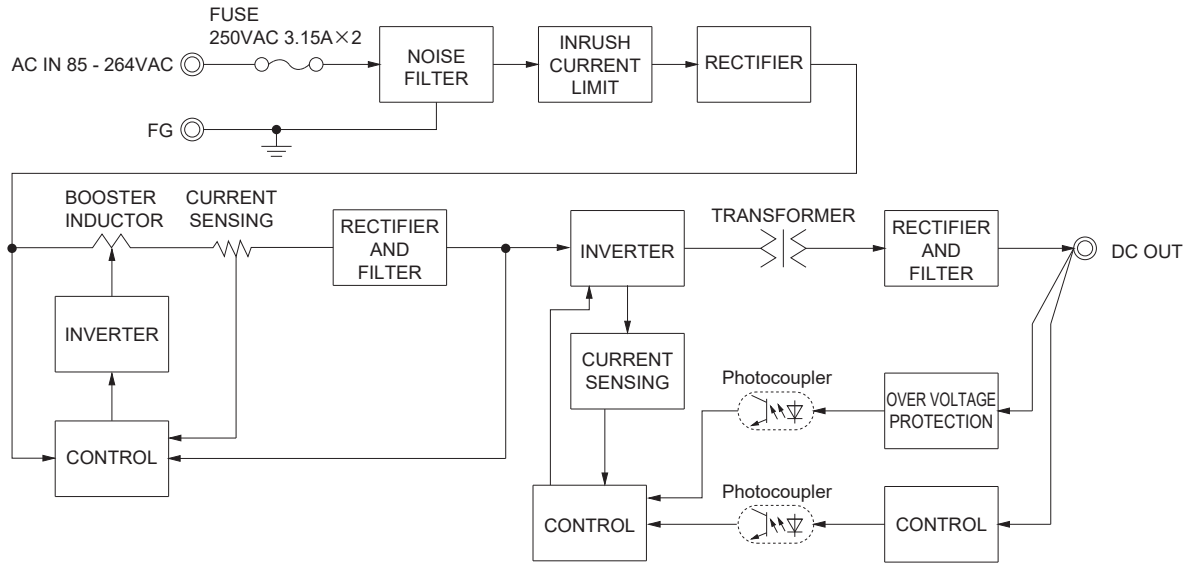 FUSE
250VAC 3.15A×2
AC IN 85 - 264VAC
NOISE
FILTER
INRUSH
CURRENT
LIMIT
RECTIFIER
FG
BOOSTER
INDUCTOR
CURRENT
SENSING
RECTIFIER
AND
FILTER
INVERTER
TRANSFORMER
RECTIFIER
AND
FILTER
DC OUT
INVERTER
CURRENT
SENSING
Photocoupler
OVER VOLTAGE
PROTECTION
CONTROL
Photocoupler
CONTROL
CONTROL